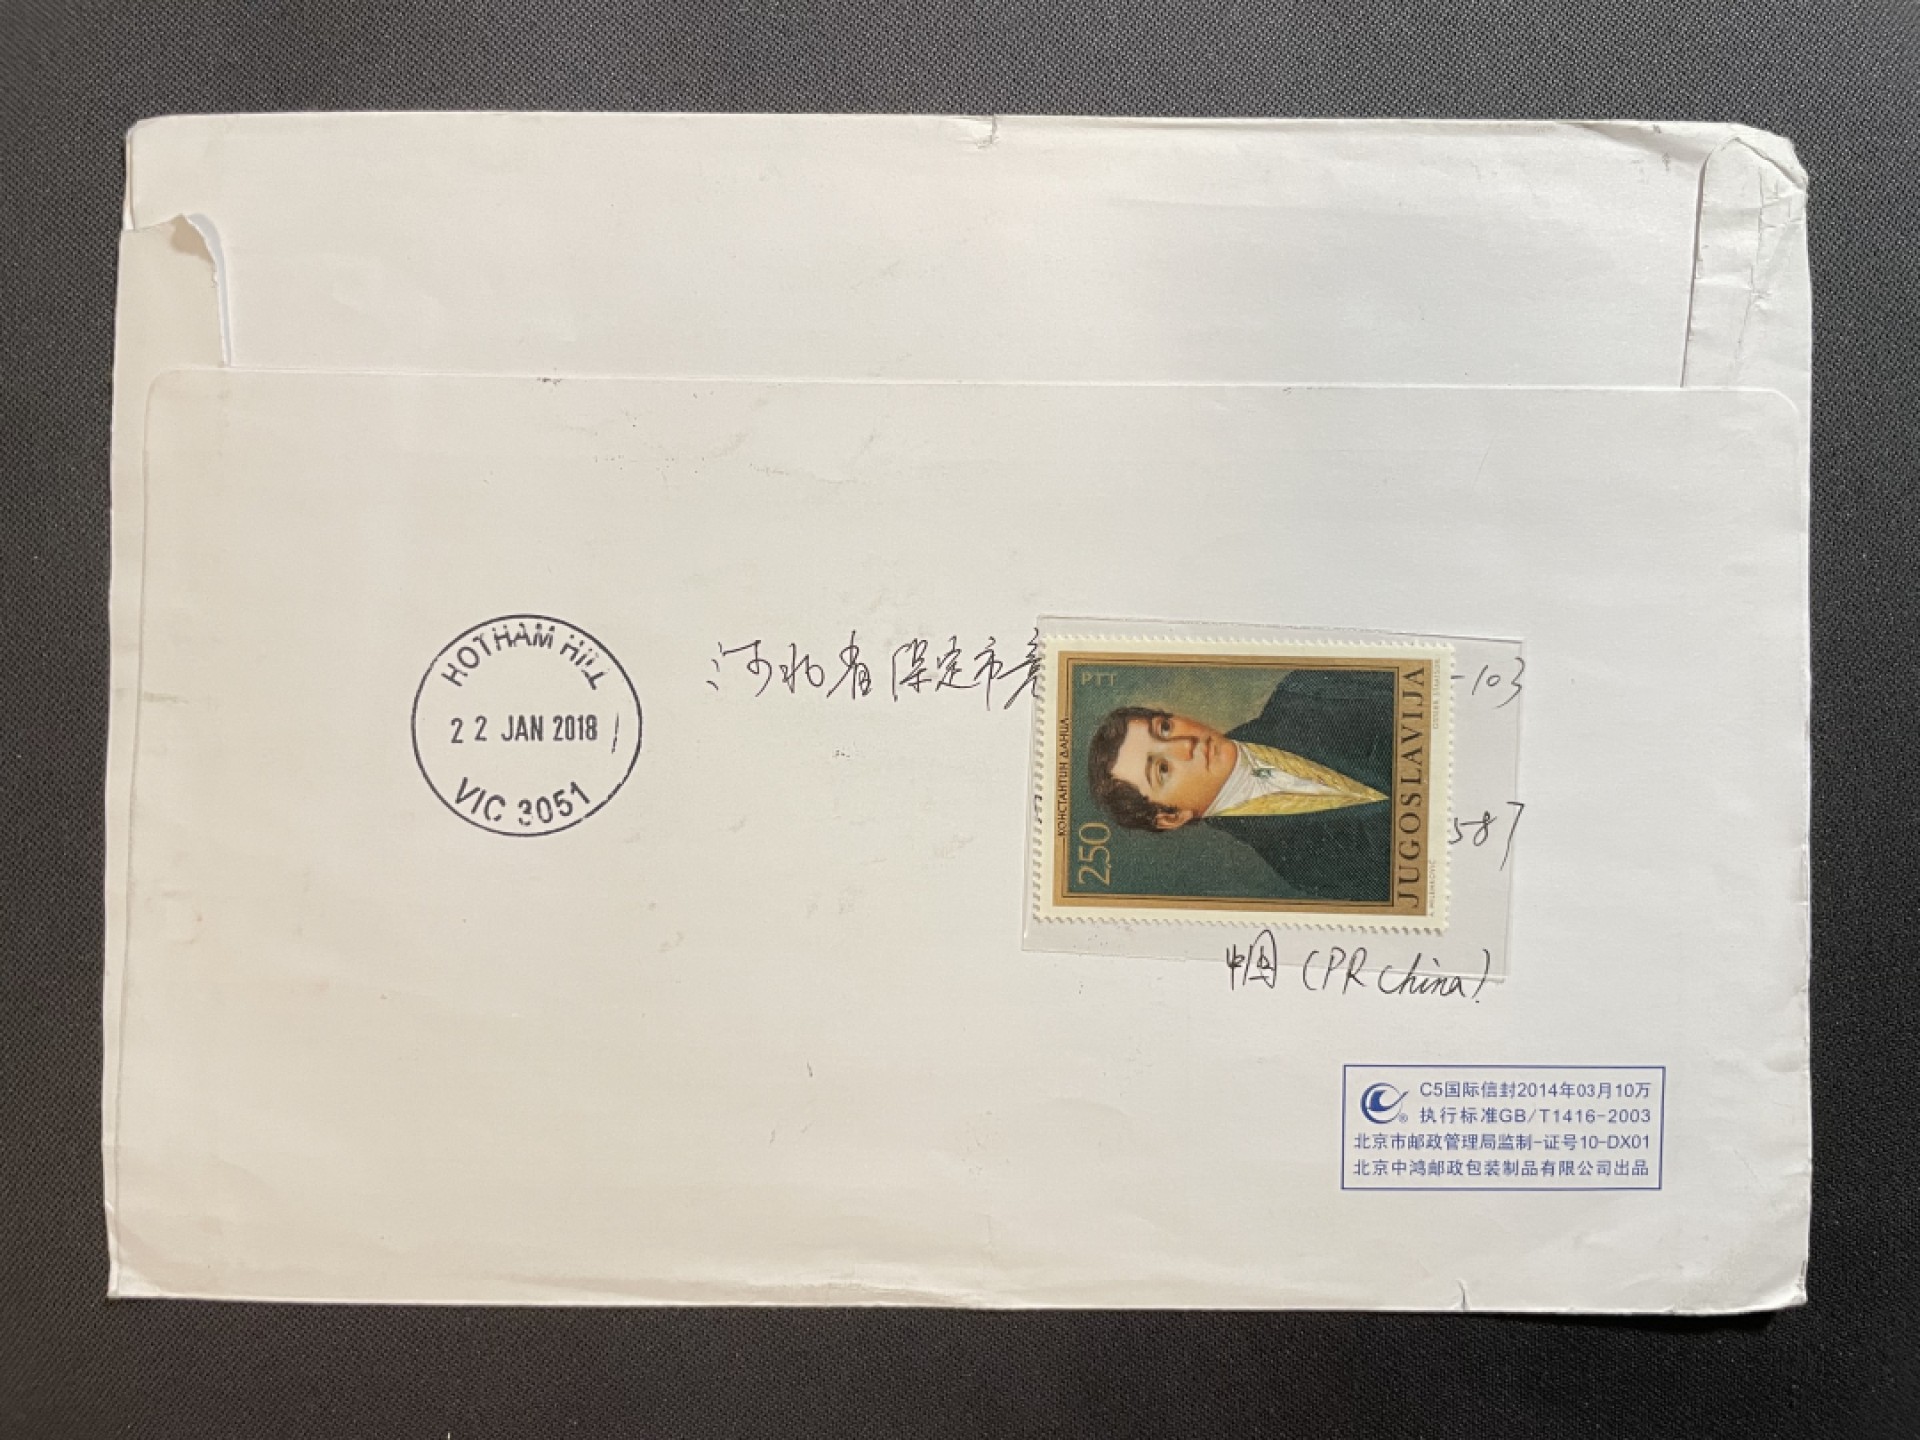 HOTHAM HILL
22 JAN 2018
VIC 3051
河北省保定市竞
-103
587
中国 (PR China)
PTT
КОНСТАНТИН ДАНИЛ
2.50
JUGOSLAVIJA
A. MILENKOVIĆ
C5国际信封2014年03月10万
执行标准GB/T1416-2003
北京市邮政管理局监制-证号10-DX01
北京中鸿邮政包装制品有限公司出品